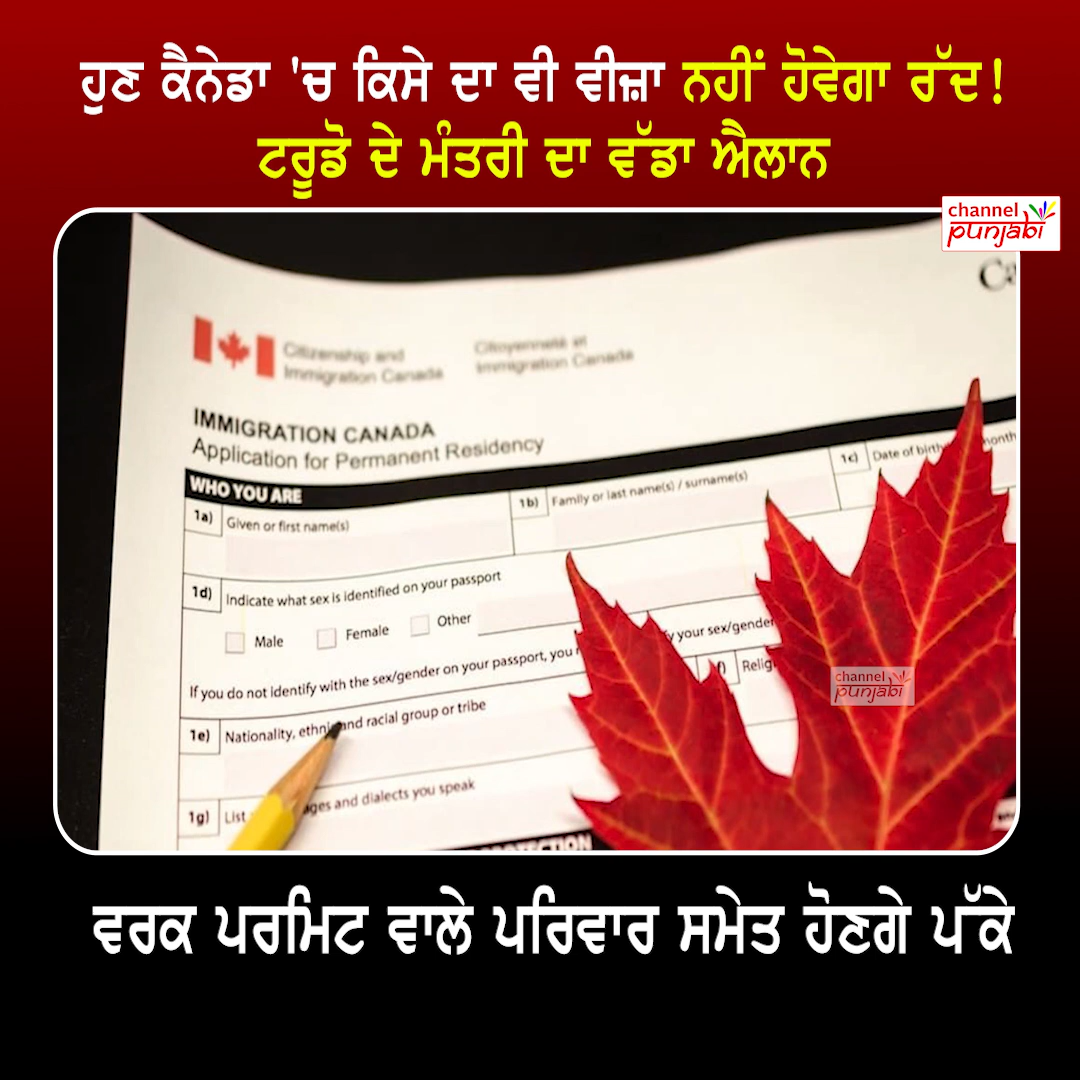 ਹੁਣ ਕੈਨੇਡਾ 'ਚ ਕਿਸੇ ਦਾ ਵੀ ਵੀਜ਼ਾ ਨਹੀਂ ਹੋਵੇਗਾ ਰੱਦ!
ਟਰੂਡੋ ਦੇ ਮੰਤਰੀ ਦਾ ਵੱਡਾ ਐਲਾਨ
channel
punjabi
Citizenship and
Immigration Canada
Citoyenneté et
Immigration Canada
IMMIGRATION CANADA
Application for Permanent Residency
WHO YOU ARE
1a) Given or first name(s)
1b) Family or last name(s) / surname(s)
1c) Date of birth
1d) Indicate what sex is identified on your passport
Male Female Other
If you do not identify with the sex/gender on your passport, you
your sex/gender
1e) Nationality, ethnic and racial group or tribe
1g) List
and dialects you speak
channel
punjabi
ਵਰਕ ਪਰਮਿਟ ਵਾਲੇ ਪਰਿਵਾਰ ਸਮੇਤ ਹੋਣਗੇ ਪੱਕੇ